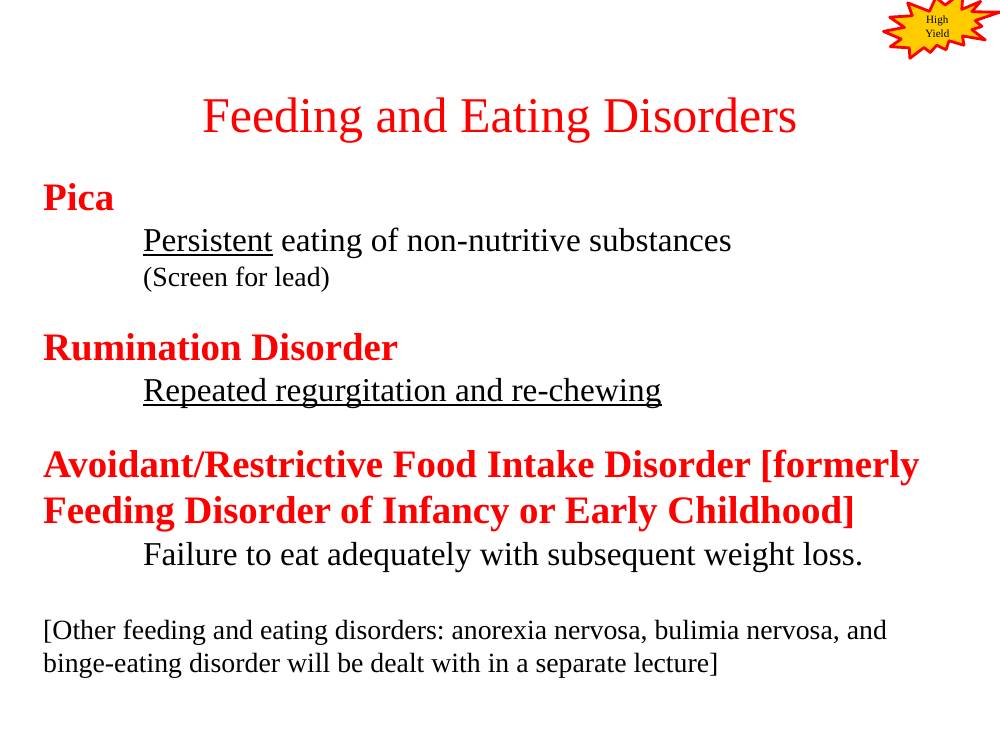 High
Yield
Feeding and Eating Disorders
Pica
Persistent eating of non-nutritive substances
(Screen for lead)
Rumination Disorder
Repeated regurgitation and re-chewing
Avoidant/Restrictive Food Intake Disorder [formerly
Feeding Disorder of Infancy or Early Childhood]
Failure to eat adequately with subsequent weight loss.
[Other feeding and eating disorders: anorexia nervosa, bulimia nervosa, and
binge-eating disorder will be dealt with in a separate lecture]